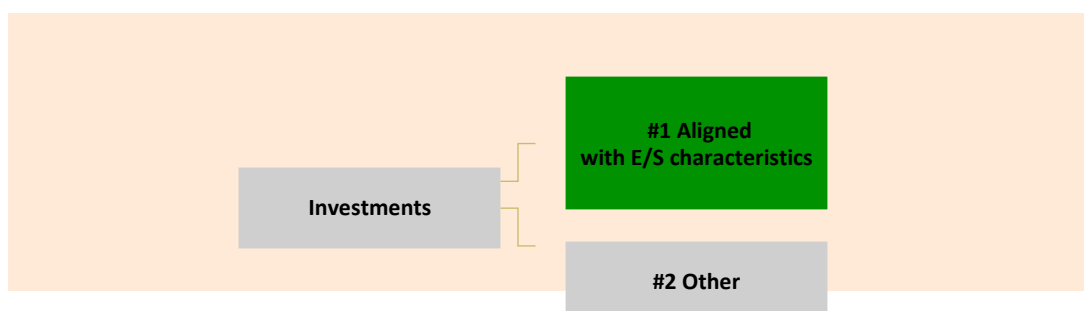 #1 Aligned
with E/S characteristics
Investments
#2 Other